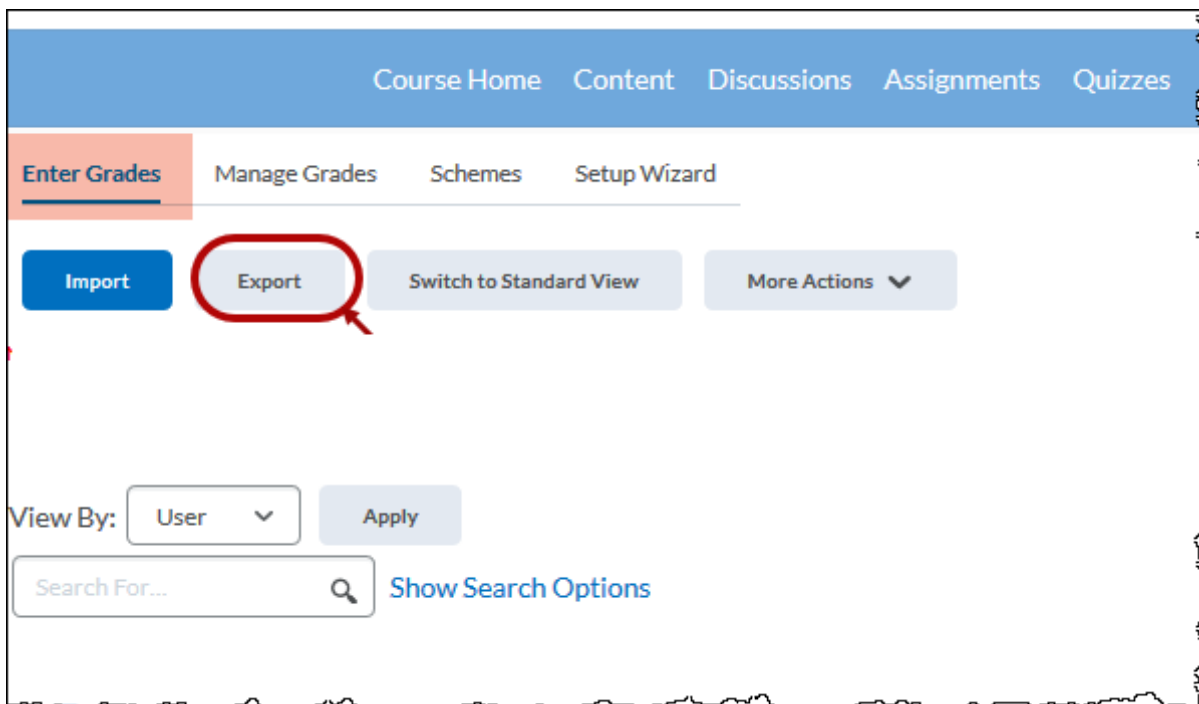 Course Home Content Discussions Assignments Quizzes
Enter Grades Manage Grades Schemes Setup Wizard
Import Export Switch to Standard View More Actions
View By: User Apply
Search For... Show Search Options